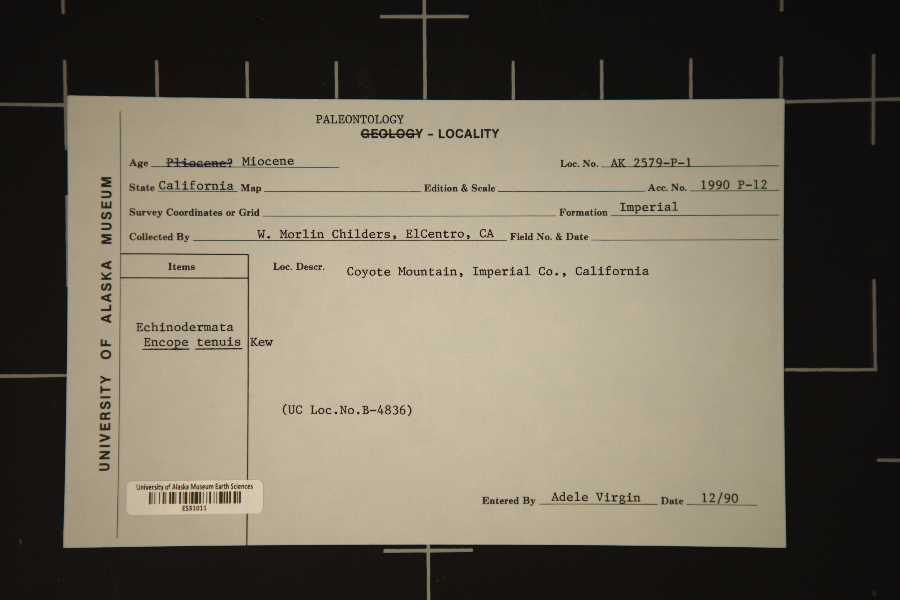 PALEONTOLOGY
GEOLOGY - LOCALITY
Age Pliocene? Miocene Loc. No. AK 2579-P-1
State California Map Edition & Scale Acc. No. 1990 P-12
Survey Coordinates or Grid Formation Imperial
Collected By W. Morlin Childers, ElCentro, CA Field No. & Date
Items Loc. Descr. Coyote Mountain, Imperial Co., California
Echinodermata
Encope tenuis Kew
(UC Loc.No.B-4836)
UNIVERSITY OF ALASKA MUSEUM
University of Alaska Museum Earth Sciences
ES31011
Entered By Adele Virgin Date 12/90